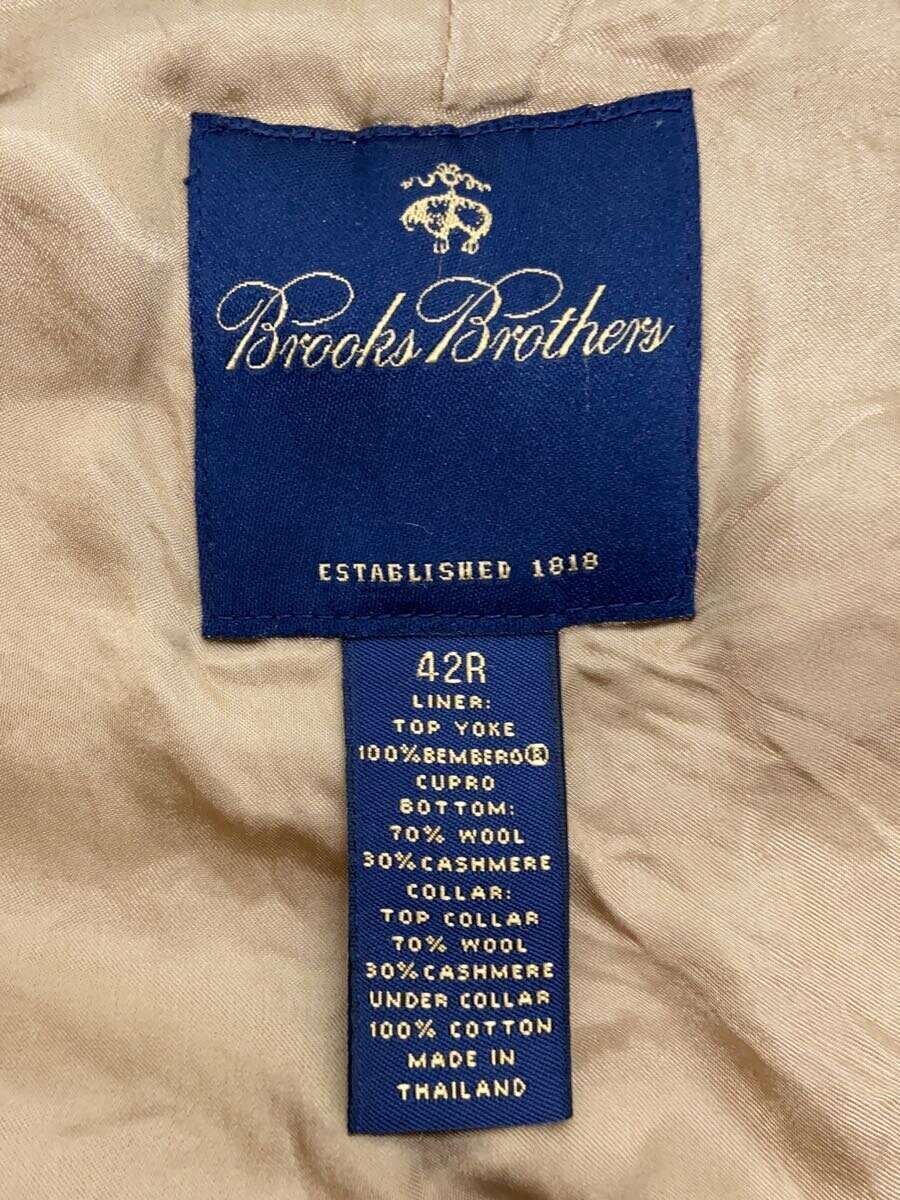 Brooks Brothers
ESTABLISHED 1818
42R
LINER:
TOP YOKE
100%BEMBERG®
CUPRO
BOTTOM:
70% WOOL
30%CASHMERE
COLLAR:
TOP COLLAR
70% WOOL
30%CASHMERE
UNDER COLLAR
100% COTTON
MADE IN
THAILAND